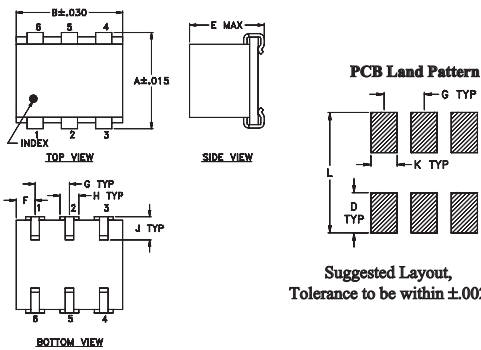 B±.030
6 5 4
A±.015
INDEX
1 2 3
TOP VIEW
E MAX
SIDE VIEW
PCB Land Pattern
G TYP
K TYP
L
D
TYP
Suggested Layout,
Tolerance to be within ±.002
F
G TYP
H TYP
1 2 3
J TYP
6 5 4
BOTTOM VIEW